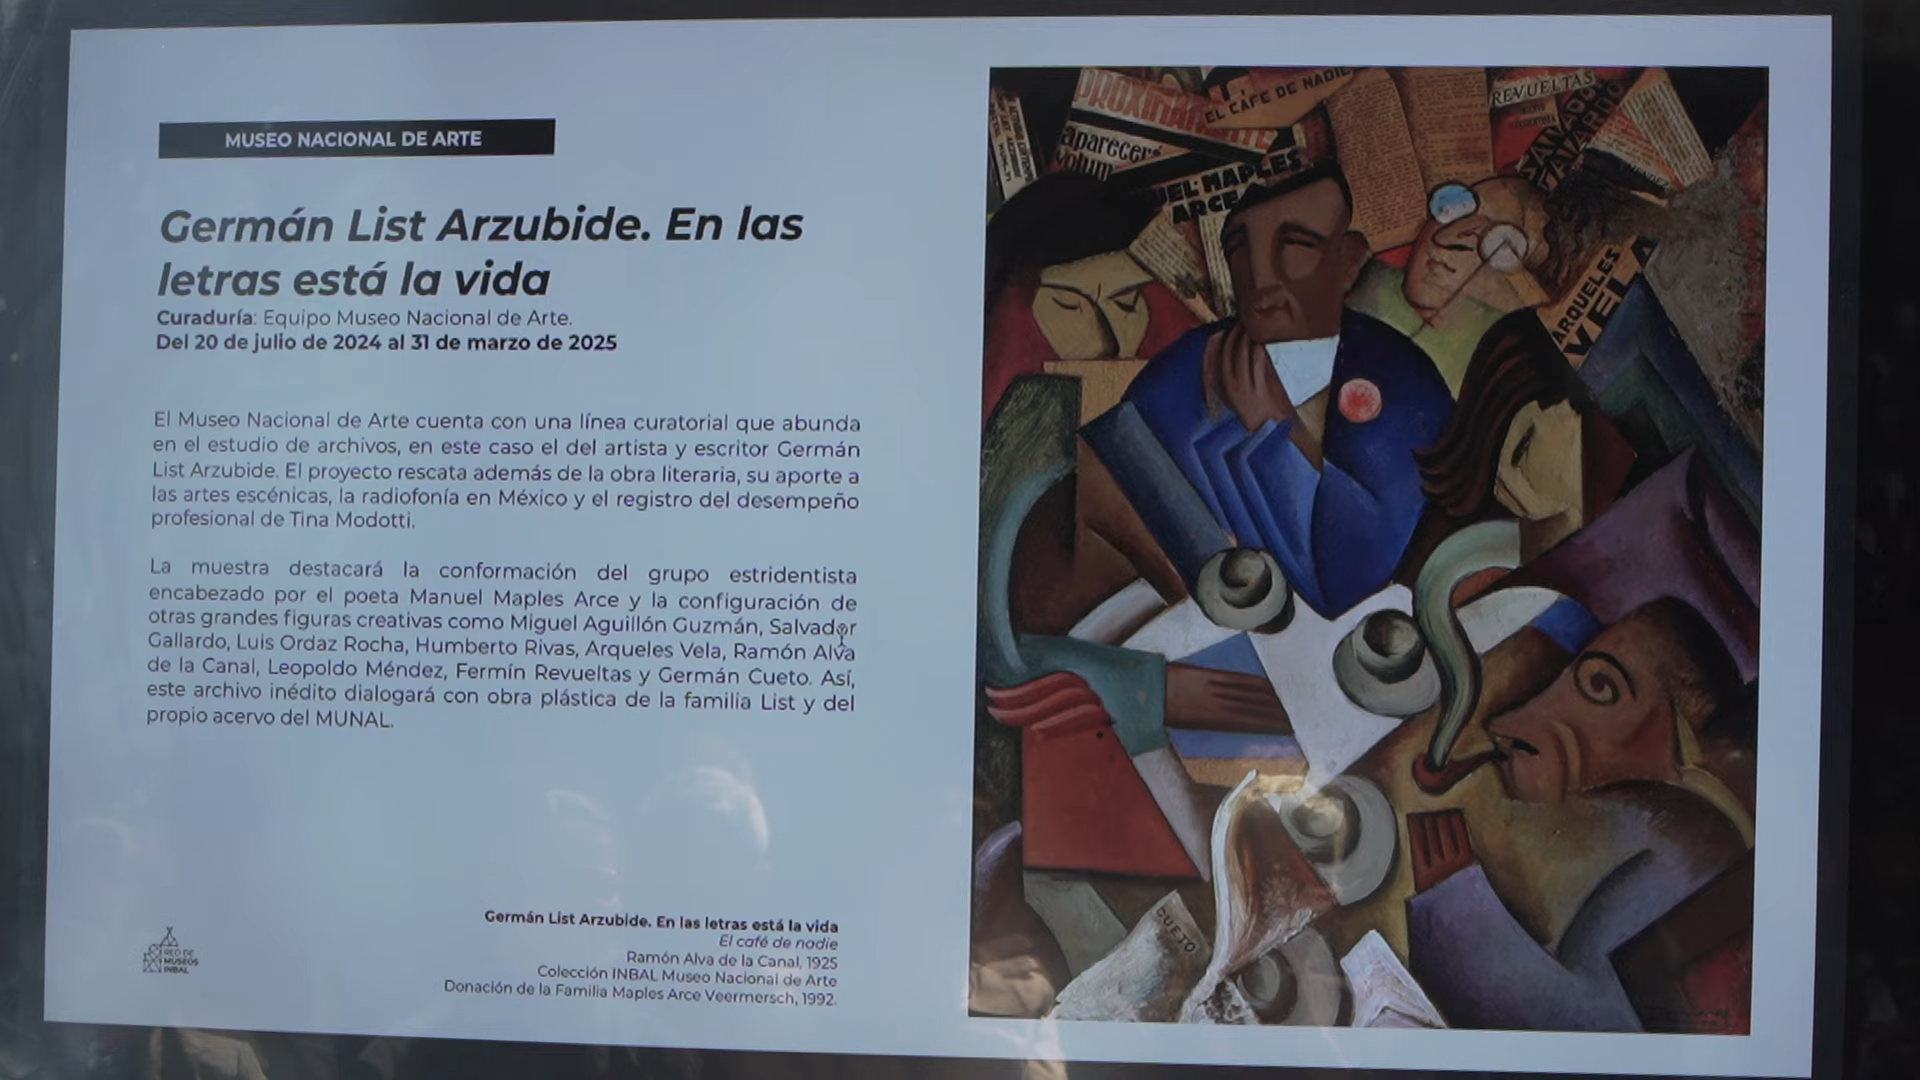 MUSEO NACIONAL DE ARTE
Germán List Arzubide. En las
letras está la vida
Curaduría: Equipo Museo Nacional de Arte.
Del 20 de julio de 2024 al 31 de marzo de 2025
El Museo Nacional de Arte cuenta con una línea curatorial que abunda
en el estudio de archivos, en este caso el del artista y escritor Germán
List Arzubide. El proyecto rescata además de la obra literaria, su aporte a
las artes escénicas, la radiofonía en México y el registro del desempeño
profesional de Tina Modotti.
La muestra destacará la conformación del grupo estridentista
encabezado por el poeta Manuel Maples Arce y la configuración de
otras grandes figuras creativas como Miguel Aguillón Guzmán, Salvador
Gallardo, Luis Ordaz Rocha, Humberto Rivas, Arqueles Vela, Ramón Alva
de la Canal, Leopoldo Méndez, Fermín Revueltas y Germán Cueto. Así,
este archivo inédito dialogará con obra plástica de la familia List y del
propio acervo del MUNAL.
Germán List Arzubide. En las letras está la vida
El café de nadie
Ramón Alva de la Canal, 1925
Colección INBAL Museo Nacional de Arte
Donación de la Familia Maples Arce Veermersch, 1992.
RED DE
MUSEOS
INBAL
EL CAFE DE NADIE
aparecerá
volum
UEL MAPLES
ARCE
REVUELTAS
ARQUELES
VELA
CUETO